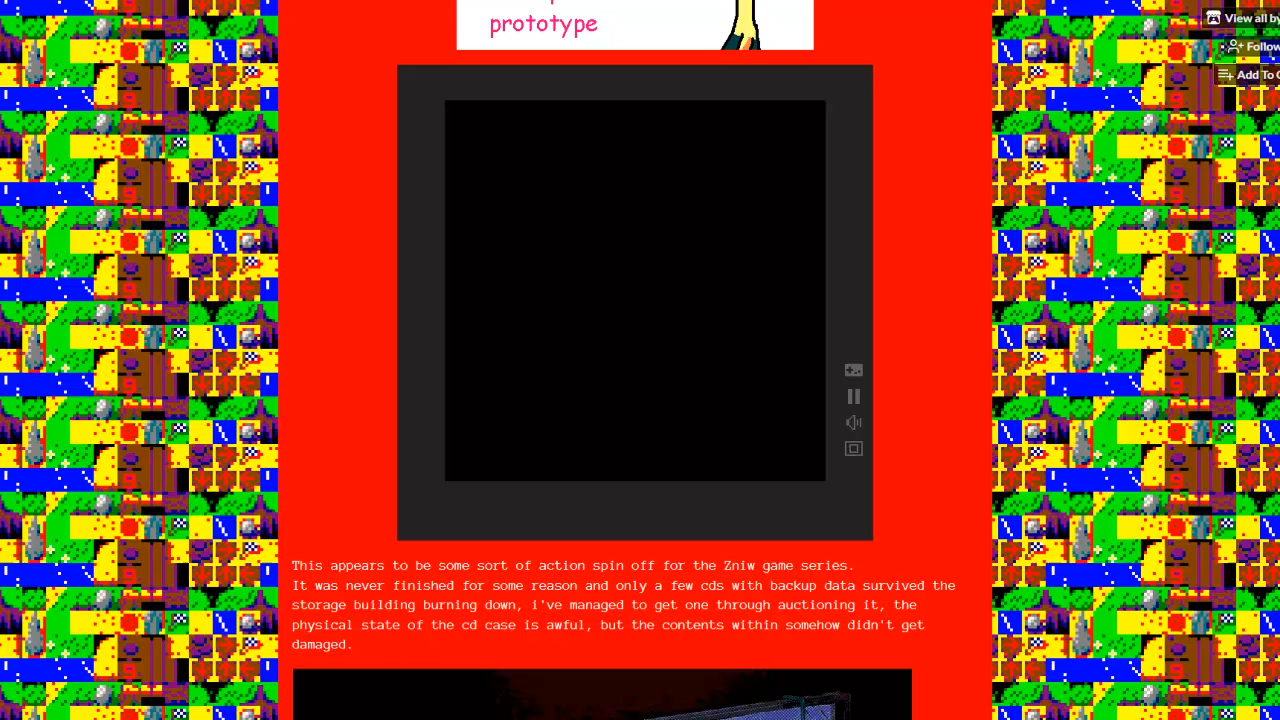 prototype
View all by
Follow
Add To C
This appears to be some sort of action spin off for the Zniw game series.
It was never finished for some reason and only a few cds with backup data survived the
storage building burning down, i've managed to get one through auctioning it, the
physical state of the cd case is awful, but the contents within somehow didn't get
damaged.